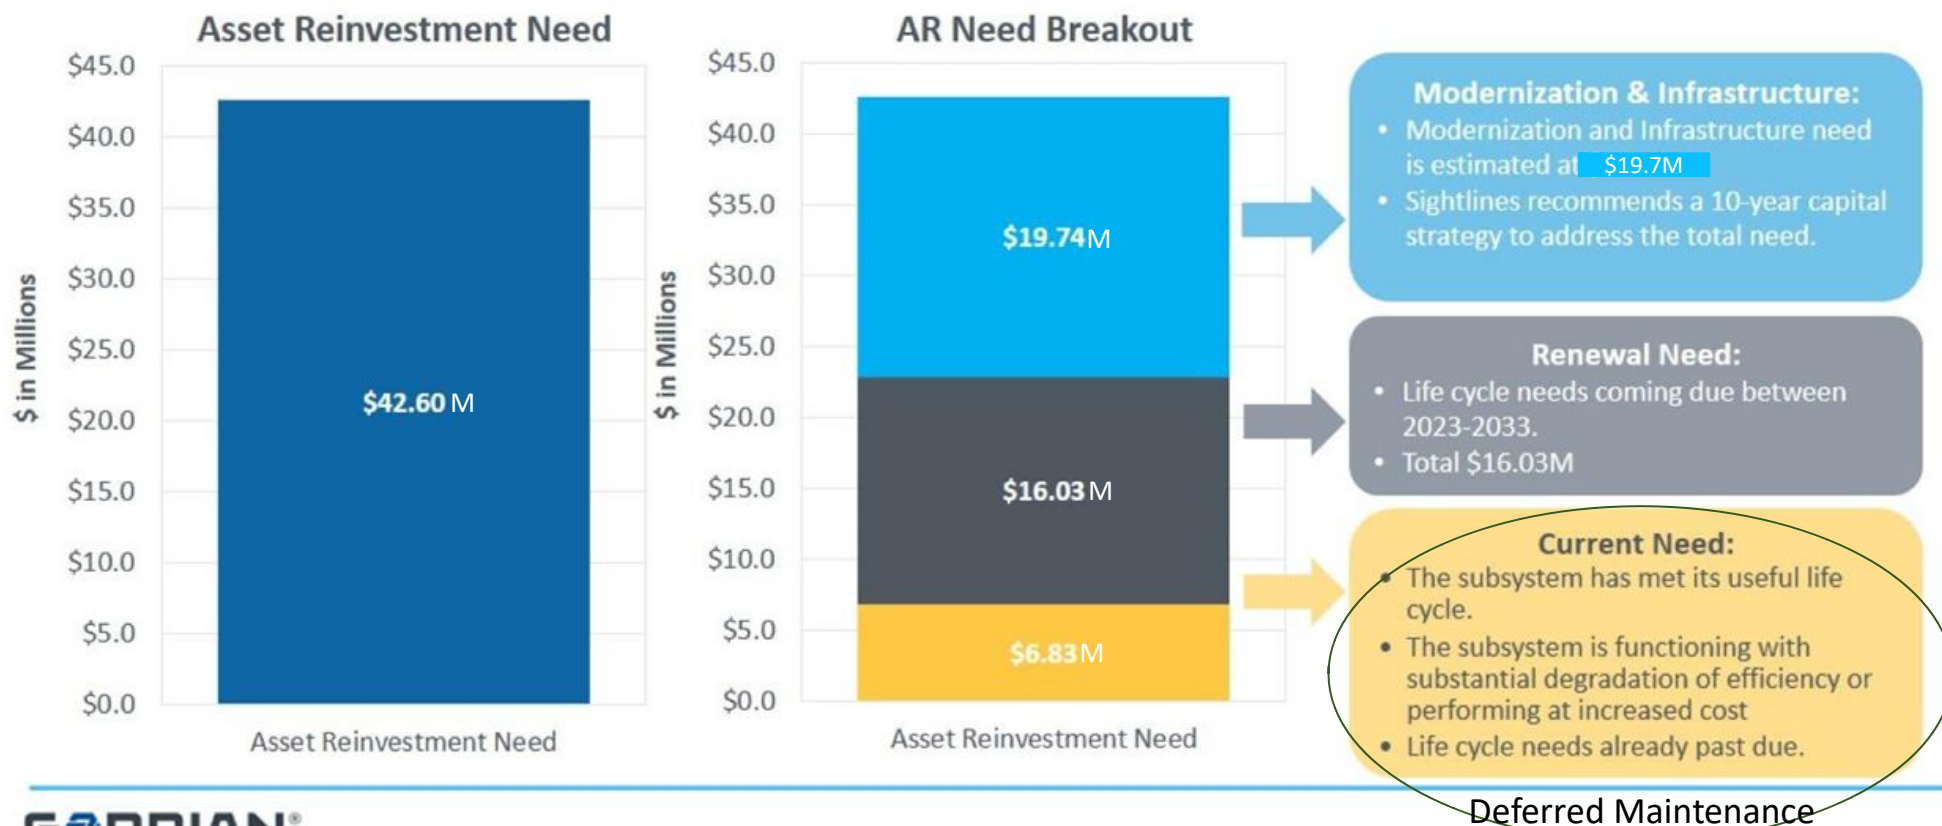 Asset Reinvestment Need
$ in Millions
$45.0
$40.0
$35.0
$30.0
$25.0
$20.0
$15.0
$10.0
$5.0
$0.0
$42.60 M
Asset Reinvestment Need
AR Need Breakout
$ in Millions
$45.0
$40.0
$35.0
$30.0
$25.0
$20.0
$15.0
$10.0
$5.0
$0.0
$19.74M
$16.03M
$6.83M
Asset Reinvestment Need
Modernization & Infrastructure:
• Modernization and Infrastructure need
is estimated at $19.7M
• Sightlines recommends a 10-year capital
strategy to address the total need.
Renewal Need:
• Life cycle needs coming due between
2023-2033.
• Total $16.03M
Current Need:
• The subsystem has met its useful life
cycle.
• The subsystem is functioning with
substantial degradation of efficiency or
performing at increased cost
• Life cycle needs already past due.
Deferred Maintenance
GORDIAN®